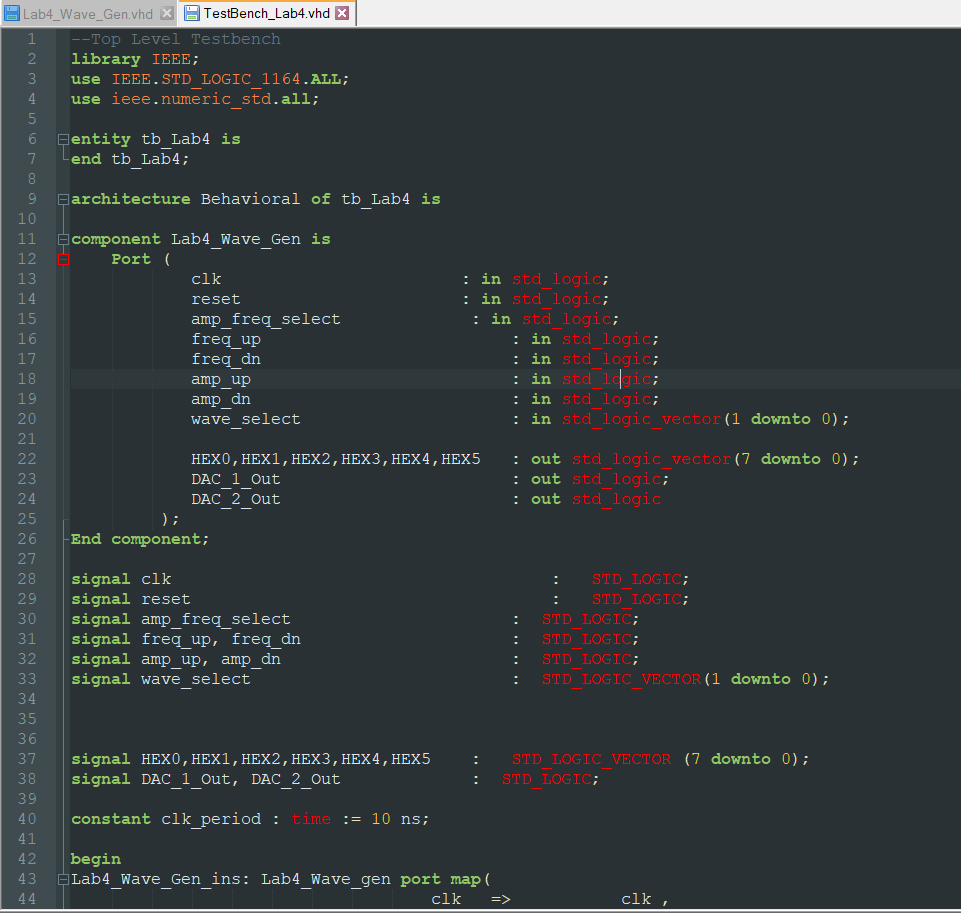 Lab4_Wave_Gen.vhd TestBench_Lab4.vhd
1 --Top Level Testbench
2 library IEEE;
3 use IEEE.STD_LOGIC_1164.ALL;
4 use ieee.numeric_std.all;
5
6 entity tb_Lab4 is
7 end tb_Lab4;
8
9 architecture Behavioral of tb_Lab4 is
10
11 component Lab4_Wave_Gen is
12 Port (
13 clk : in std_logic;
14 reset : in std_logic;
15 amp_freq_select : in std_logic;
16 freq_up : in std_logic;
17 freq_dn : in std_logic;
18 amp_up : in std_logic;
19 amp_dn : in std_logic;
20 wave_select : in std_logic_vector(1 downto 0);
21
22 HEX0,HEX1,HEX2,HEX3,HEX4,HEX5 : out std_logic_vector(7 downto 0);
23 DAC_1_Out : out std_logic;
24 DAC_2_Out : out std_logic
25 );
26 End component;
27
28 signal clk : STD_LOGIC;
29 signal reset : STD_LOGIC;
30 signal amp_freq_select : STD_LOGIC;
31 signal freq_up, freq_dn : STD_LOGIC;
32 signal amp_up, amp_dn : STD_LOGIC;
33 signal wave_select : STD_LOGIC_VECTOR(1 downto 0);
34
35
36
37 signal HEX0,HEX1,HEX2,HEX3,HEX4,HEX5 : STD_LOGIC_VECTOR (7 downto 0);
38 signal DAC_1_Out, DAC_2_Out : STD_LOGIC;
39
40 constant clk_period : time := 10 ns;
41
42 begin
43 Lab4_Wave_Gen_ins: Lab4_Wave_gen port map(
44 clk => clk ,